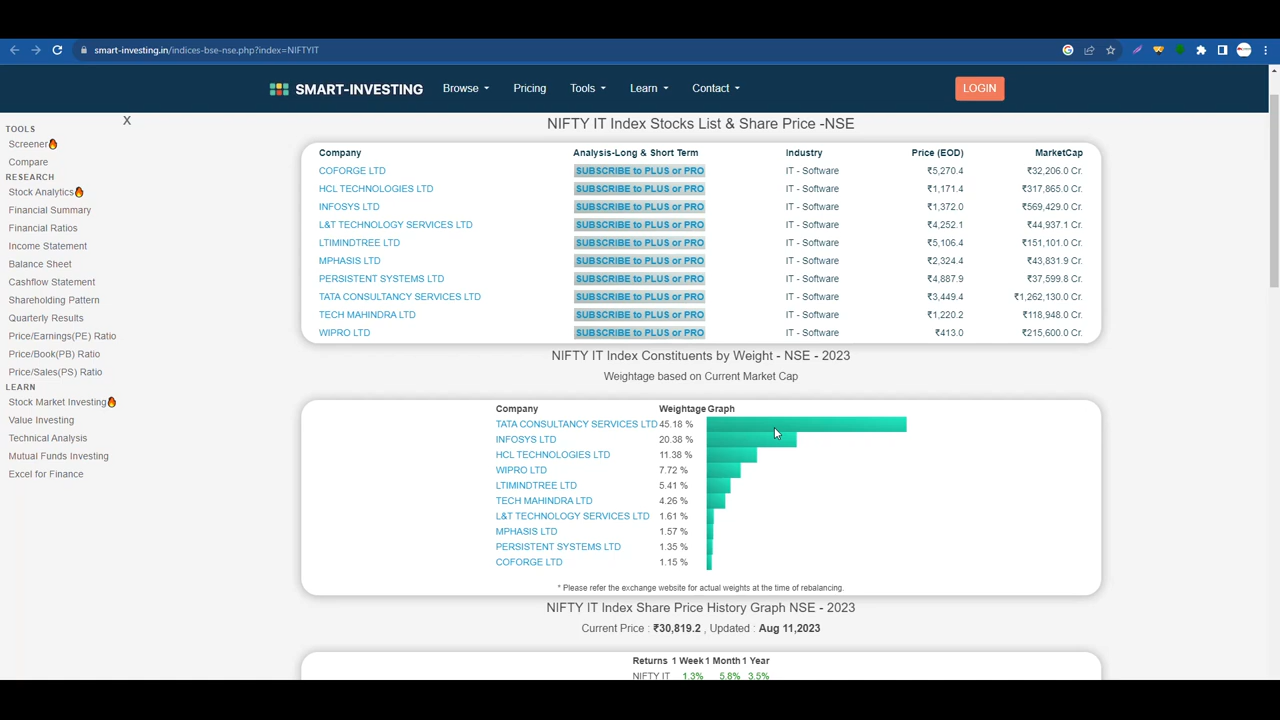 smart-investing.in/indices-bse-nse.php?index=NIFTYIT
SMART-INVESTING Browse Pricing Tools Learn Contact LOGIN
X
TOOLS
Screener
Compare
RESEARCH
Stock Analytics
Financial Summary
Financial Ratios
Income Statement
Balance Sheet
Cashflow Statement
Shareholding Pattern
Quarterly Results
Price/Earnings(PE) Ratio
Price/Book(PB) Ratio
Price/Sales(PS) Ratio
LEARN
Stock Market Investing
Value Investing
Technical Analysis
Mutual Funds Investing
Excel for Finance
NIFTY IT Index Stocks List & Share Price -NSE
Company Analysis-Long & Short Term Industry Price (EOD) MarketCap
COFORGE LTD SUBSCRIBE to PLUS or PRO IT - Software ₹5,270.4 ₹32,206.0 Cr.
HCL TECHNOLOGIES LTD SUBSCRIBE to PLUS or PRO IT - Software ₹1,171.4 ₹317,865.0 Cr.
INFOSYS LTD SUBSCRIBE to PLUS or PRO IT - Software ₹1,372.0 ₹569,429.0 Cr.
L&T TECHNOLOGY SERVICES LTD SUBSCRIBE to PLUS or PRO IT - Software ₹4,252.1 ₹44,937.1 Cr.
LTIMINDTREE LTD SUBSCRIBE to PLUS or PRO IT - Software ₹5,106.4 ₹151,101.0 Cr.
MPHASIS LTD SUBSCRIBE to PLUS or PRO IT - Software ₹2,324.4 ₹43,831.9 Cr.
PERSISTENT SYSTEMS LTD SUBSCRIBE to PLUS or PRO IT - Software ₹4,887.9 ₹37,599.8 Cr.
TATA CONSULTANCY SERVICES LTD SUBSCRIBE to PLUS or PRO IT - Software ₹3,449.4 ₹1,262,130.0 Cr.
TECH MAHINDRA LTD SUBSCRIBE to PLUS or PRO IT - Software ₹1,220.2 ₹118,948.0 Cr.
WIPRO LTD SUBSCRIBE to PLUS or PRO IT - Software ₹413.0 ₹215,600.0 Cr.
NIFTY IT Index Constituents by Weight - NSE - 2023
Weightage based on Current Market Cap
Company Weightage Graph
TATA CONSULTANCY SERVICES LTD 45.18 %
INFOSYS LTD 20.38 %
HCL TECHNOLOGIES LTD 11.38 %
WIPRO LTD 7.72 %
LTIMINDTREE LTD 5.41 %
TECH MAHINDRA LTD 4.26 %
L&T TECHNOLOGY SERVICES LTD 1.61 %
MPHASIS LTD 1.57 %
PERSISTENT SYSTEMS LTD 1.35 %
COFORGE LTD 1.15 %
* Please refer the exchange website for actual weights at the time of rebalancing.
NIFTY IT Index Share Price History Graph NSE - 2023
Current Price : ₹30,819.2 , Updated : Aug 11,2023
Returns 1 Week 1 Month 1 Year
NIFTY IT 1.3% 5.8% 3.5%